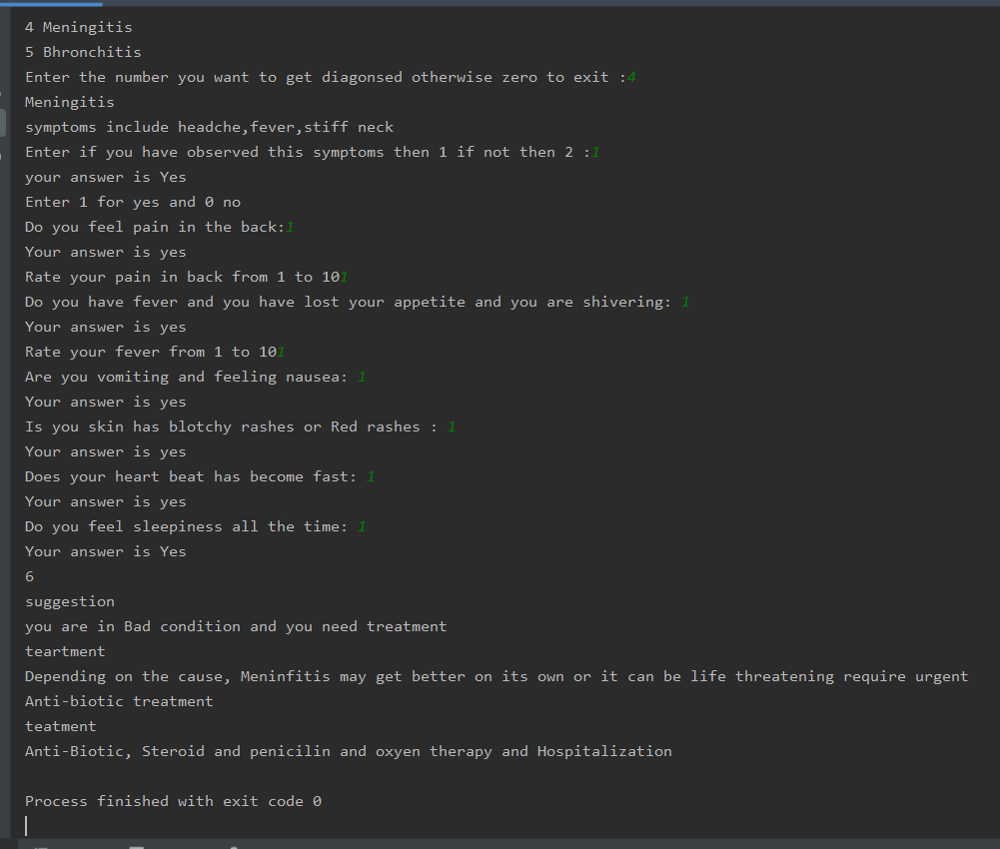 4 Meningitis
5 Bhronchitis
Enter the number you want to get diagonsed otherwise zero to exit :4
Meningitis
symptoms include headche,fever,stiff neck
Enter if you have observed this symptoms then 1 if not then 2 :1
your answer is Yes
Enter 1 for yes and 0 no
Do you feel pain in the back:1
Your answer is yes
Rate your pain in back from 1 to 101
Do you have fever and you have lost your appetite and you are shivering: 1
Your answer is yes
Rate your fever from 1 to 101
Are you vomiting and feeling nausea: 1
Your answer is yes
Is you skin has blotchy rashes or Red rashes : 1
Your answer is yes
Does your heart beat has become fast: 1
Your answer is yes
Do you feel sleepiness all the time: 1
Your answer is Yes
6
suggestion
you are in Bad condition and you need treatment
teartment
Depending on the cause, Meninfitis may get better on its own or it can be life threatening require urgent
Anti-biotic treatment
teatment
Anti-Biotic, Steroid and penicilin and oxyen therapy and Hospitalization
Process finished with exit code 0